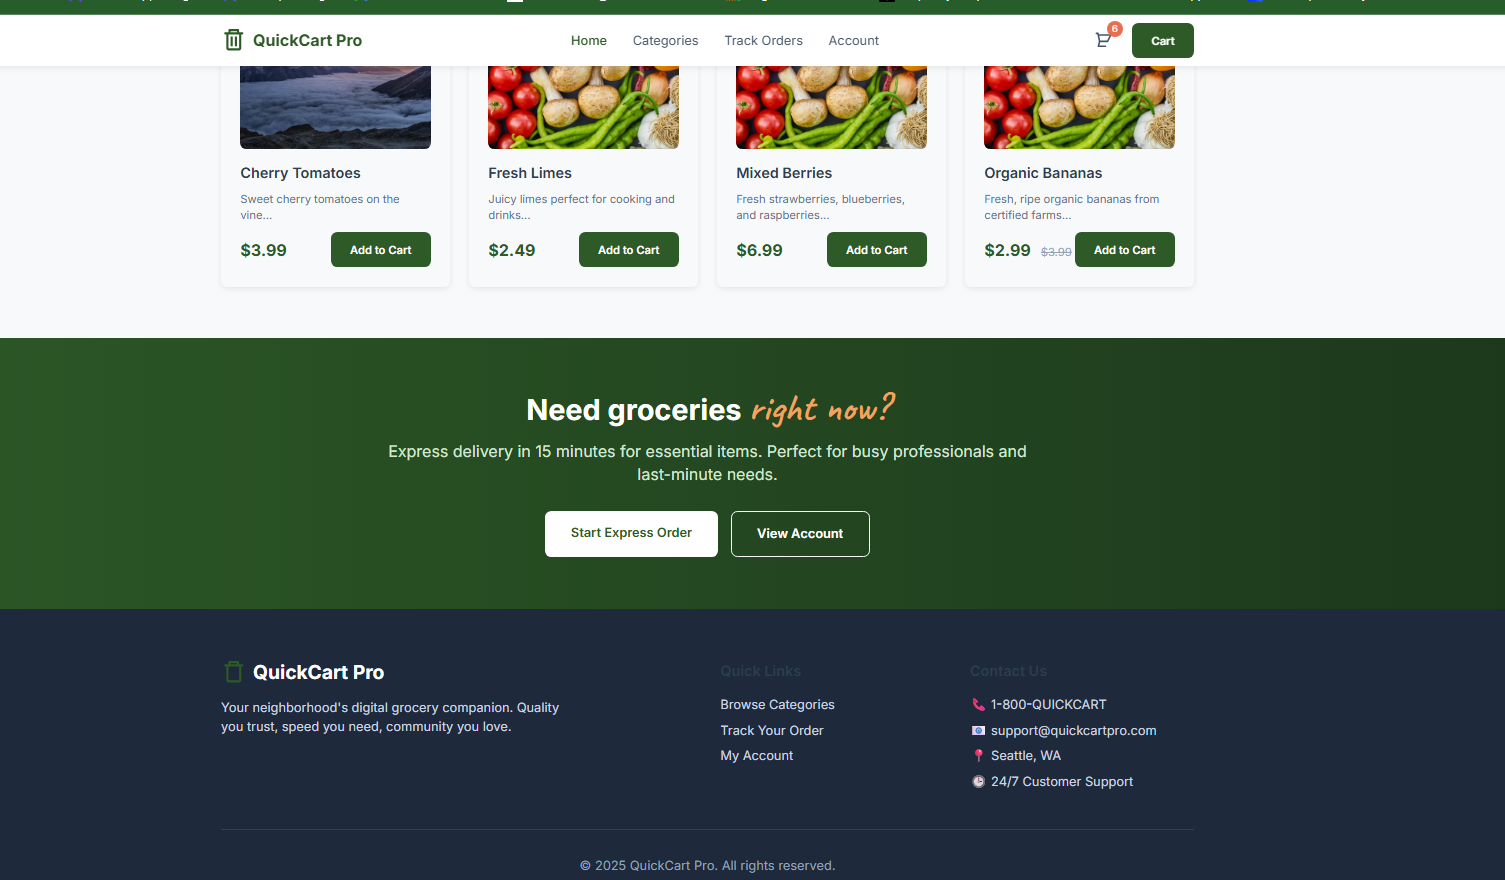 QuickCart Pro
Home Categories Track Orders Account
6
Cart
Cherry Tomatoes
Sweet cherry tomatoes on the
vine...
$3.99 Add to Cart
Fresh Limes
Juicy limes perfect for cooking and
drinks...
$2.49 Add to Cart
Mixed Berries
Fresh strawberries, blueberries,
and raspberries...
$6.99 Add to Cart
Organic Bananas
Fresh, ripe organic bananas from
certified farms...
$2.99 $3.99 Add to Cart
Need groceries right now?
Express delivery in 15 minutes for essential items. Perfect for busy professionals and
last-minute needs.
Start Express Order View Account
QuickCart Pro
Your neighborhood's digital grocery companion. Quality
you trust, speed you need, community you love.
Quick Links
Browse Categories
Track Your Order
My Account
Contact Us
📞 1-800-QUICKCART
📧 support@quickcartpro.com
📍 Seattle, WA
🕒 24/7 Customer Support
© 2025 QuickCart Pro. All rights reserved.